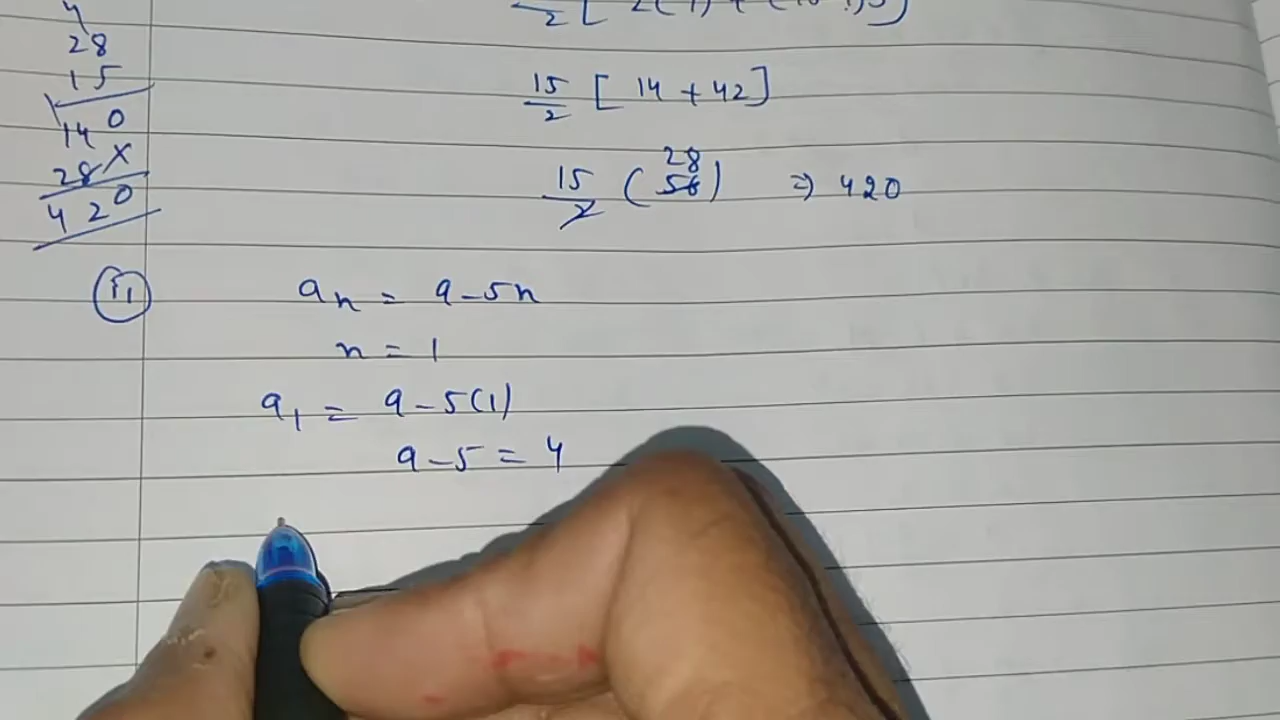 28
15
140
28×
420
15/2 [ 14 + 42 ]
15/2 ( 28 56 ) ⇒ 420
(ii) an = 9 - 5n
n = 1
a1 = 9 - 5(1)
9 - 5 = 4